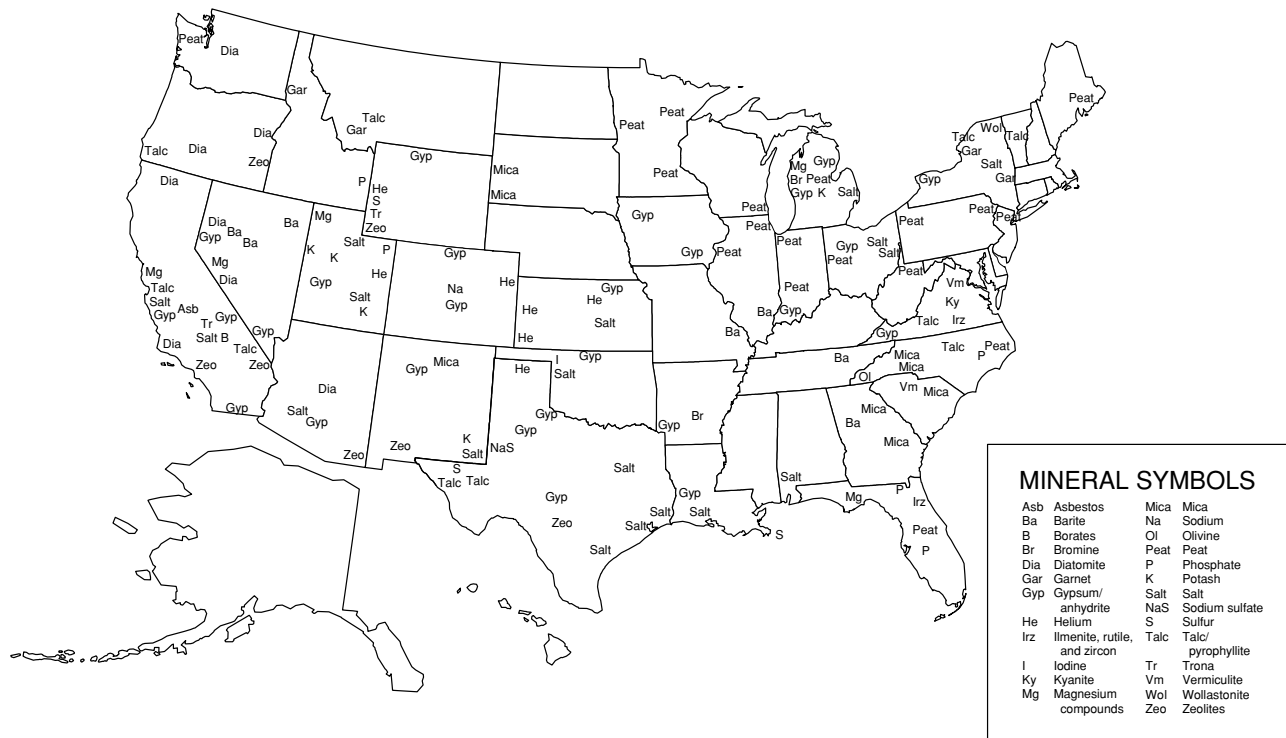 Peat
Dia
Gar
Talc
Gar
Dia
Talc
Dia
Zeo
Dia
P
Gyp
He
S
Tr
Zeo
Mica
Mica
Peat
Peat
Peat
Peat
Mg
Gyp
Br
Peat
Gyp
K
Salt
Peat
Talc
Wol
Talc
Gar
Salt
Gar
Gyp
Dia
Ba
Gyp
Ba
Ba
Mg
Dia
Mg
Salt
P
K
K
Gyp
He
Salt
K
Gyp
Na
Gyp
He
Gyp
Gyp
He
Gyp
He
Salt
He
Peat
Peat
Ba
Ba
Peat
Peat
Gyp
Gyp
Salt
Peat
Salt
Peat
Peat
Peat
Peat
Vm
Ky
Talc
Irz
Gyp
Mg
Talc
Salt
Gyp
Asb
Tr
Gyp
Salt
B
Dia
Talc
Zeo
Zeo
Gyp
Gyp
Dia
Salt
Gyp
Zeo
Gyp
Mica
Zeo
K
Salt
He
I
Gyp
Salt
Gyp
Gyp
NaS
S
Talc
Talc
Salt
Gyp
Zeo
Salt
Salt
Salt
Gyp
Br
Gyp
Salt
S
Ba
Ol
Mica
Mica
Talc
P
Peat
Vm
Mica
Mica
Ba
Mica
Salt
Mg
P
Irz
Peat
P
MINERAL SYMBOLS
Asb Asbestos
Ba Barite
B Borates
Br Bromine
Dia Diatomite
Gar Garnet
Gyp Gypsum/
anhydrite
He Helium
Irz Ilmenite, rutile,
and zircon
I Iodine
Ky Kyanite
Mg Magnesium
compounds
Mica Mica
Na Sodium
Ol Olivine
Peat Peat
P Phosphate
K Potash
Salt Salt
NaS Sodium sulfate
S Sulfur
Talc Talc/
pyrophyllite
Tr Trona
Vm Vermiculite
Wol Wollastonite
Zeo Zeolites